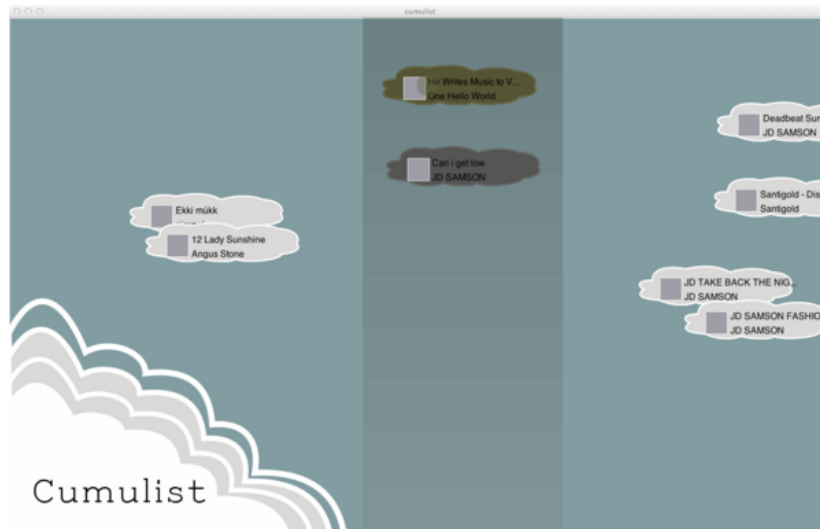 cumulist
He Writes Music to V...
One Hello World
Deadbeat Sun
JD SAMSON
Can i get low
JD SAMSON
Santigold - Dis
Santigold
Ekki múkk
12 Lady Sunshine
Angus Stone
JD TAKE BACK THE NIG...
JD SAMSON
JD SAMSON FASHIO
JD SAMSON
Cumulist